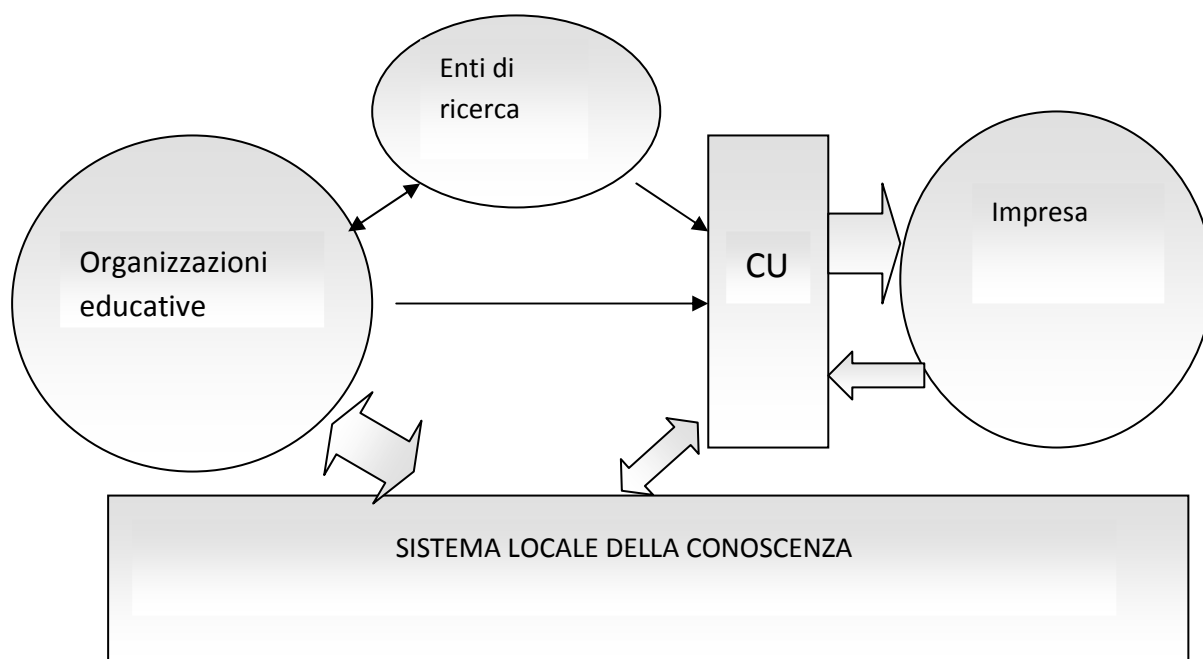 Enti di
ricerca
Organizzazioni
educative
CU
Impresa
SISTEMA LOCALE DELLA CONOSCENZA